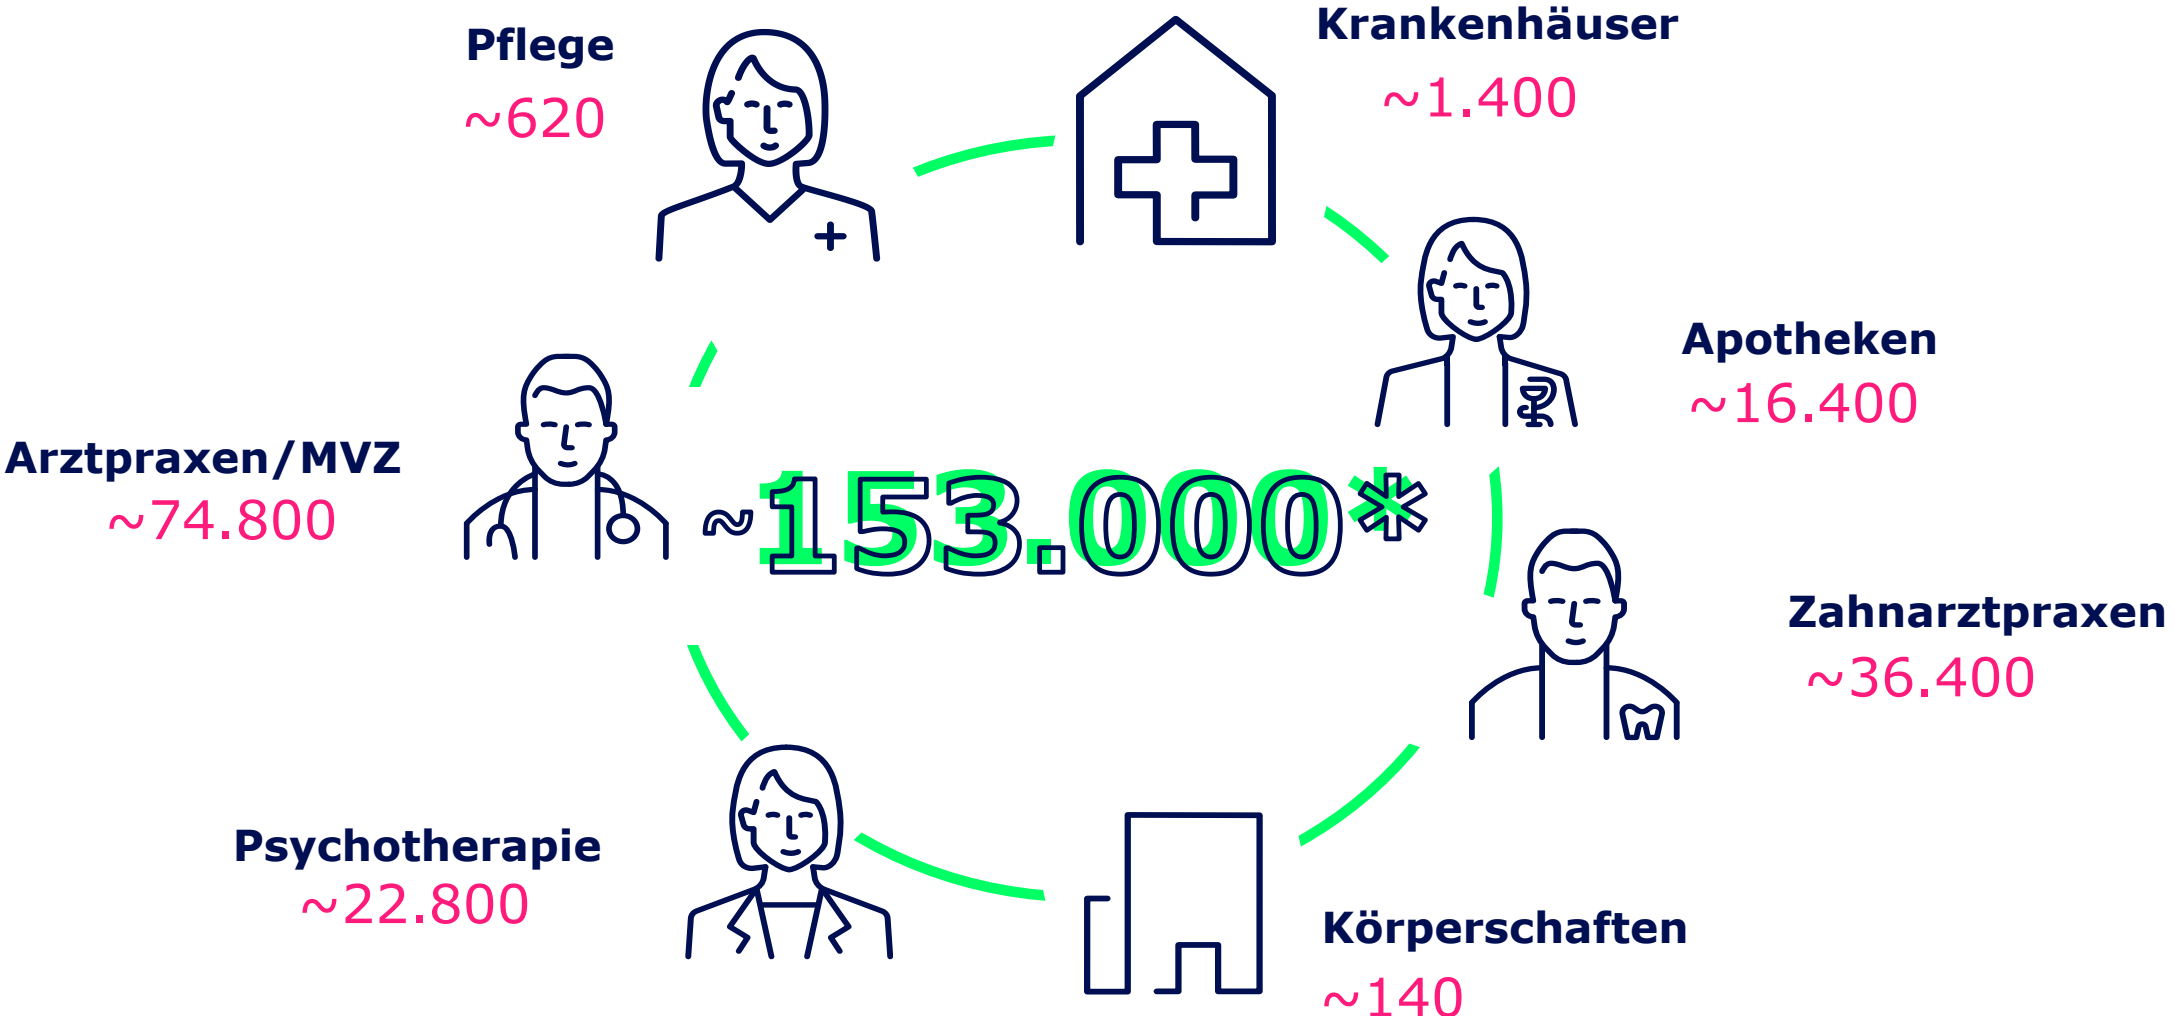 Krankenhäuser
~1.400
Pflege
~620
Apotheken
~16.400
Arztpraxen/MVZ
~74.800
~153.000*
Zahnarztpraxen
~36.400
Psychotherapie
~22.800
Körperschaften
~140